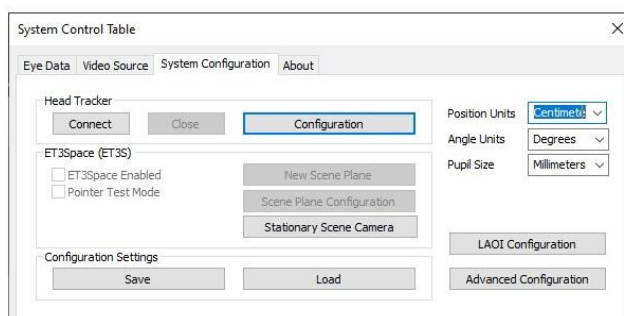 System Control Table
Eye Data Video Source System Configuration About
Head Tracker
Connect Close Configuration
Position Units Centimete
Angle Units Degrees
Pupil Size Millimeters
ET3Space (ET3S)
ET3Space Enabled
Pointer Test Mode
New Scene Plane
Scene Plane Configuration
Stationary Scene Camera
LAOI Configuration
Configuration Settings
Save Load
Advanced Configuration